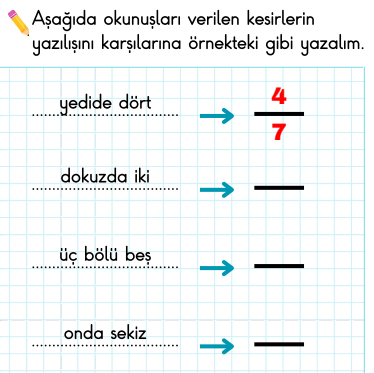 Aşağıda okunuşları verilen kesirlerin
yazılışını karşılarına örnekteki gibi yazalım.
yedide dört
4
7
dokuzda iki
üç bölü beş
onda sekiz